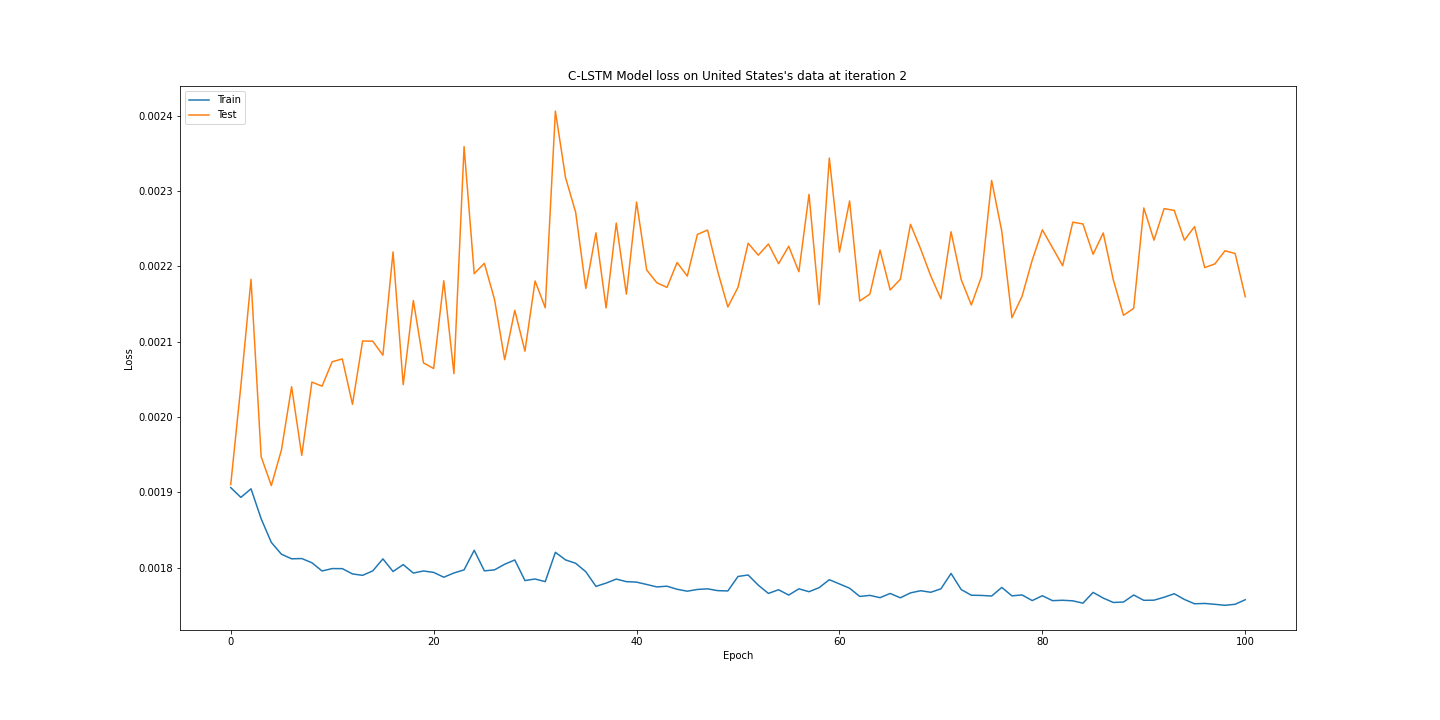 C-LSTM Model loss on United States's data at iteration 2
Train
Test
0.0024
0.0023
0.0022
0.0021
0.0020
0.0019
0.0018
Loss
0 20 40 60 80 100
Epoch